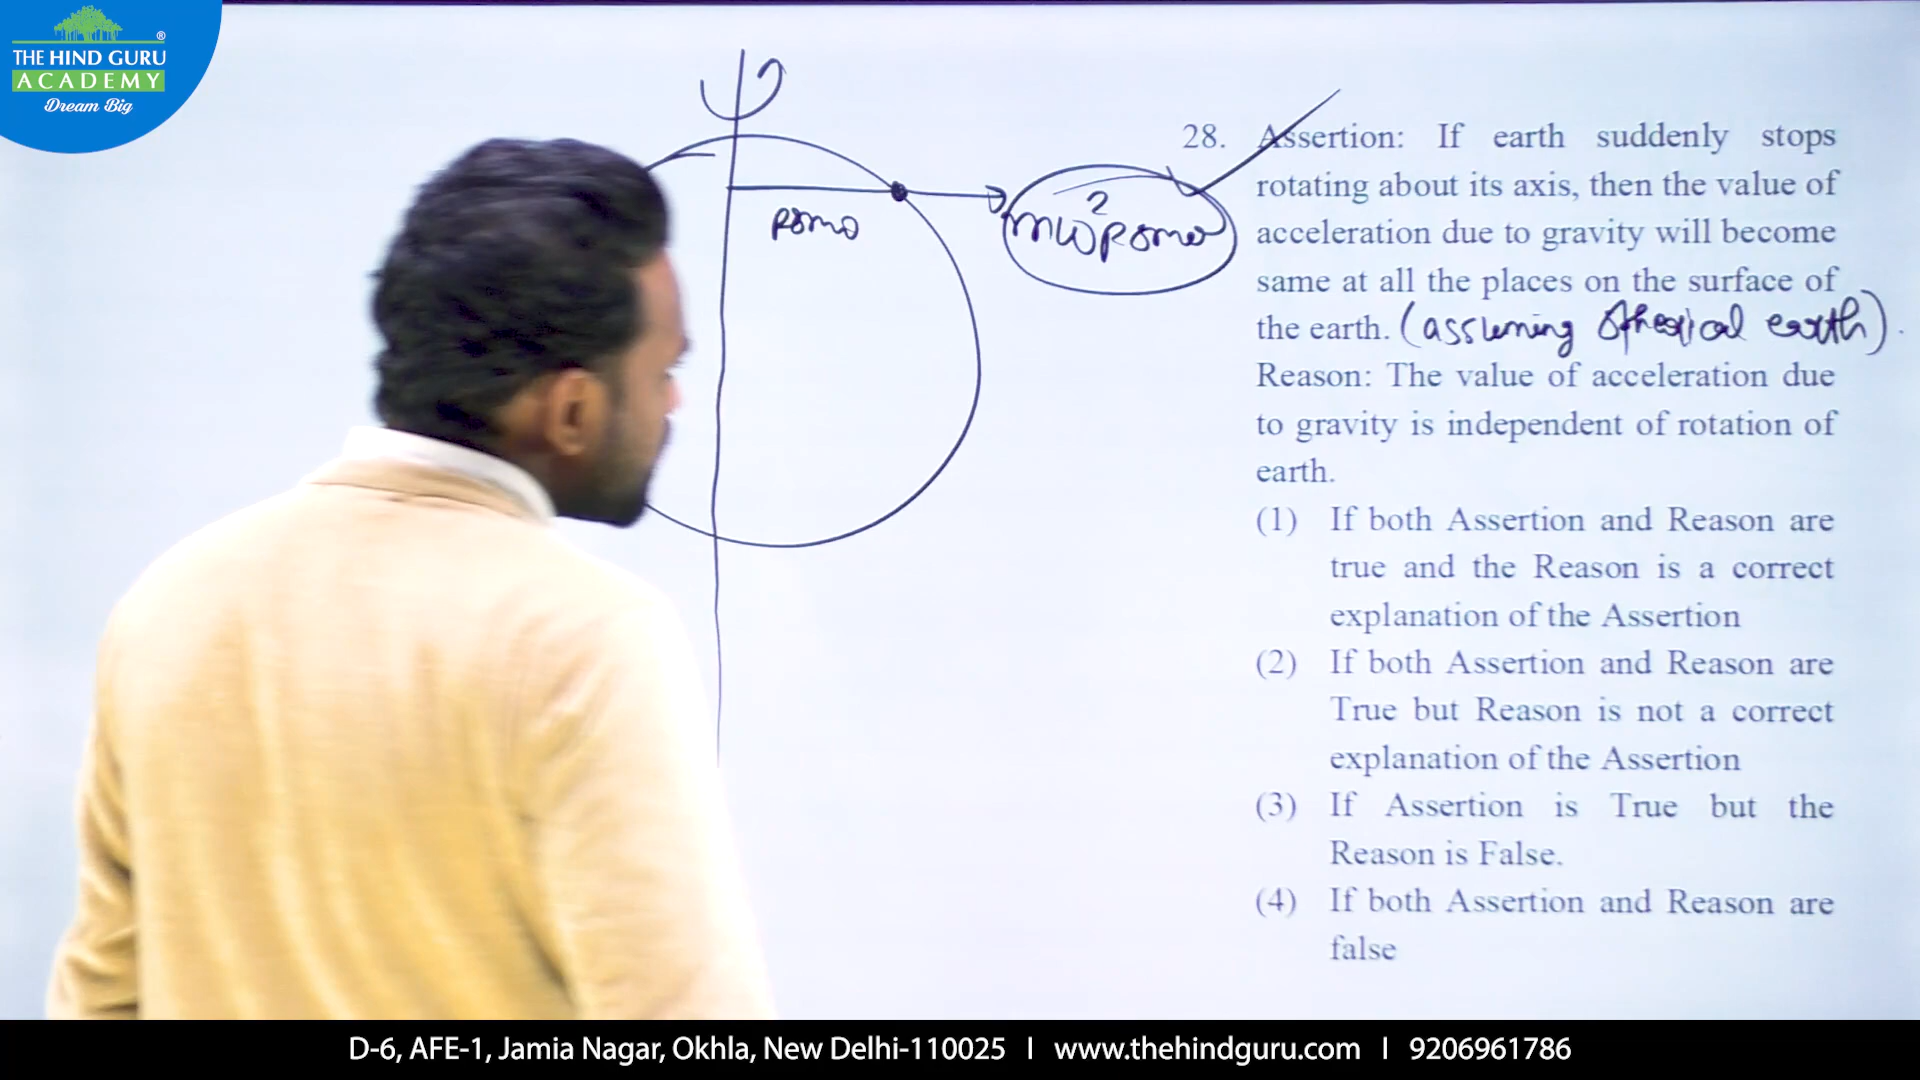 THE HIND GURU
ACADEMY
Dream Big
®
28. Assertion: If earth suddenly stops
rotating about its axis, then the value of
acceleration due to gravity will become
same at all the places on the surface of
the earth. (assuming spherical earth).
Reason: The value of acceleration due
to gravity is independent of rotation of
earth.
(1) If both Assertion and Reason are
true and the Reason is a correct
explanation of the Assertion
(2) If both Assertion and Reason are
True but Reason is not a correct
explanation of the Assertion
(3) If Assertion is True but the
Reason is False.
(4) If both Assertion and Reason are
false
D-6, AFE-1, Jamia Nagar, Okhla, New Delhi-110025 I www.thehindguru.com I 9206961786